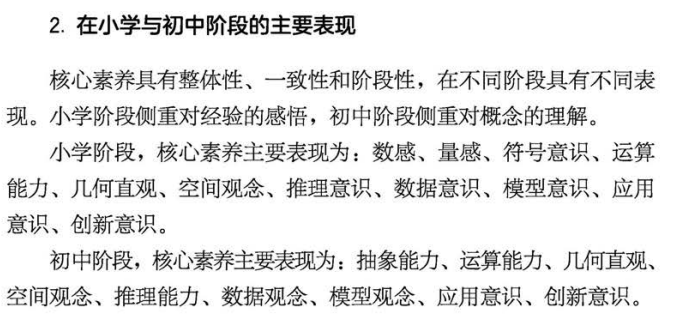 2. 在小学与初中阶段的主要表现
核心素养具有整体性、一致性和阶段性，在不同阶段具有不同表
现。小学阶段侧重对经验的感悟，初中阶段侧重对概念的理解。
小学阶段，核心素养主要表现为：数感、量感、符号意识、运算
能力、几何直观、空间观念、推理意识、数据意识、模型意识、应用
意识、创新意识。
初中阶段，核心素养主要表现为：抽象能力、运算能力、几何直观、
空间观念、推理能力、数据观念、模型观念、应用意识、创新意识。